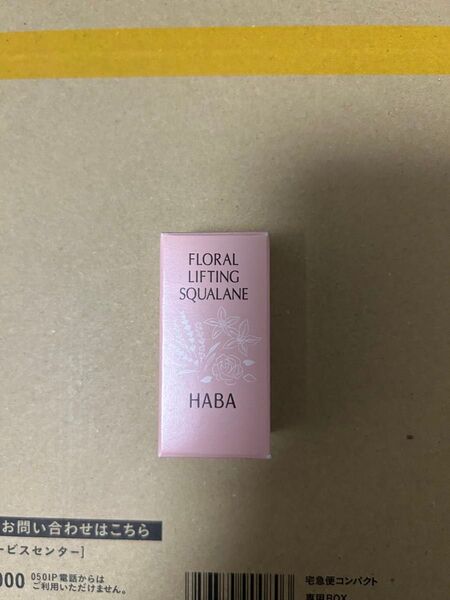 FLORAL
LIFTING
SQUALANE
HABA
お問い合わせはこちら
ービスセンター]
000 050IP電話からは
ご利用いただけません。
宅急便コンパクト
専用BOX